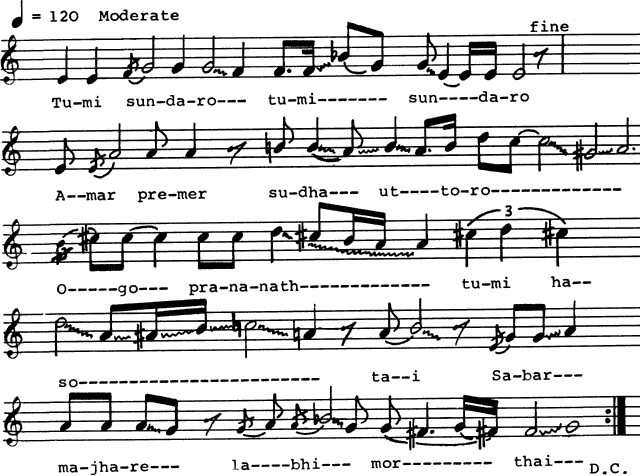 = 120 Moderate
fine
Tu-mi sun-da-ro--- tu-mi------- sun----da-ro
A--mar pre-mer su-dha--- ut----to-ro-------------
3
O-----go--- pra-na-nath------------- tu-mi ha--
so------------------------- ta--i Sa-bar---
ma-jha-re--- la----bhi--- mor---------- thai---
D.C.